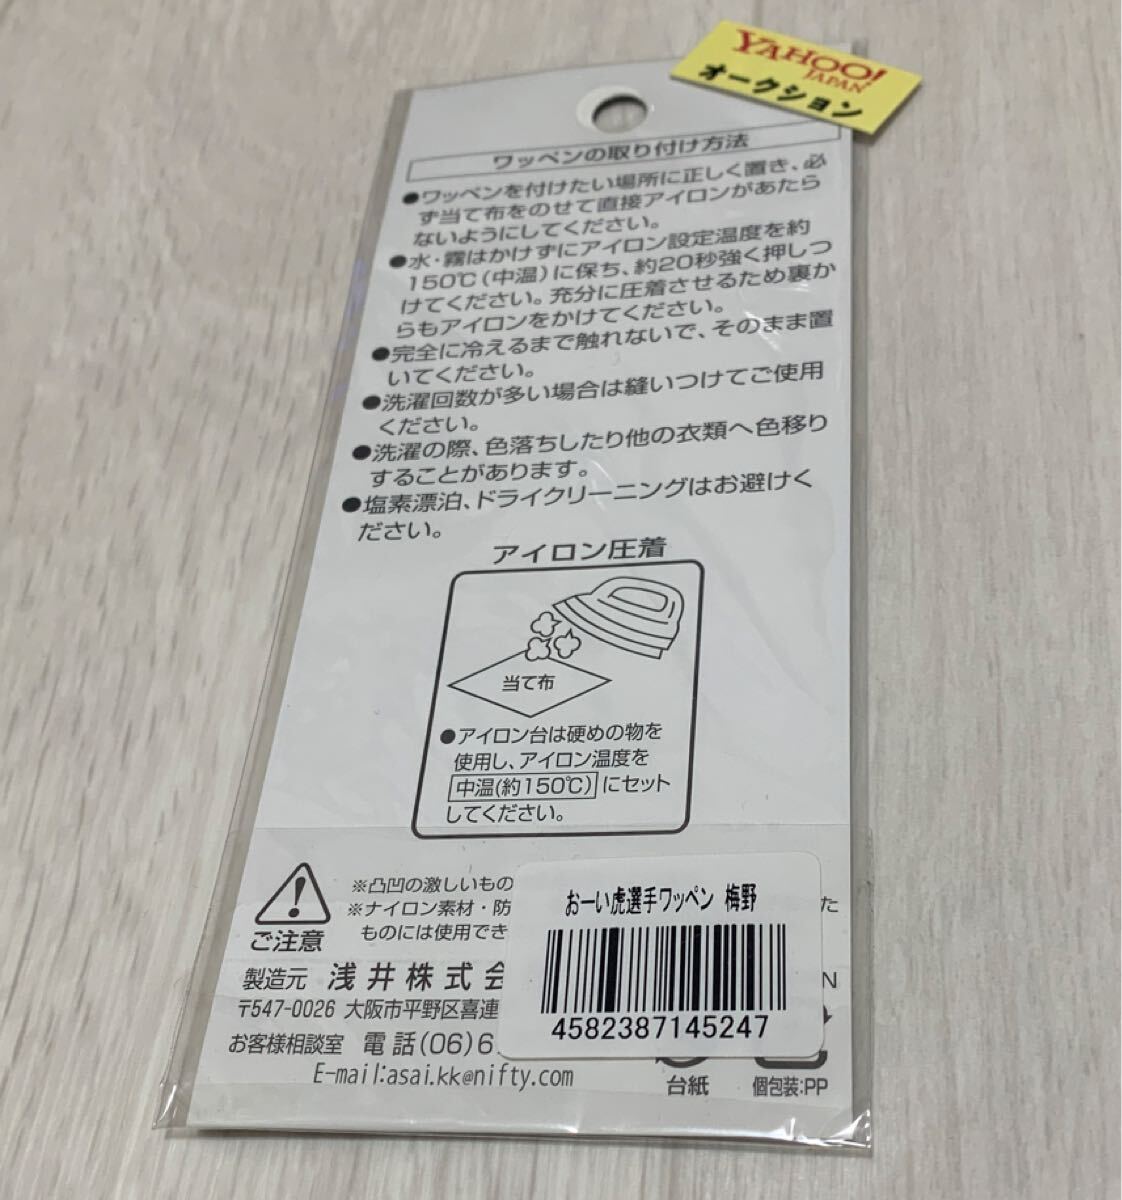 YAHOO!
JAPAN
オークション
ワッペンの取り付け方法
●ワッペンを付けたい場所に正しく置き、必
ず当て布をのせて直接アイロンがあたら
ないようにしてください。
●水・霧はかけずにアイロン設定温度を約
150℃(中温)に保ち、約20秒強く押しつ
けてください。充分に圧着させるため裏か
らもアイロンをかけてください。
●完全に冷えるまで触れないで、そのまま置
いてください。
●洗濯回数が多い場合は縫いつけてご使用
ください。
●洗濯の際、色落ちしたり他の衣類へ色移り
することがあります。
●塩素漂泊、ドライクリーニングはお避けく
ださい。
アイロン圧着
当て布
●アイロン台は硬めの物を
使用し、アイロン温度を
中温(約150℃)にセット
してください。
ご注意
※凸凹の激しいもの
※ナイロン素材・防
た
ものには使用でき
製造元 浅井株式会
N
〒547-0026 大阪市平野区喜連
お客様相談室 電話(06)6
E-mail:asai.kk@nifty.com
おーい虎選手ワッペン 梅野
4582387145247
台紙
個包装:PP